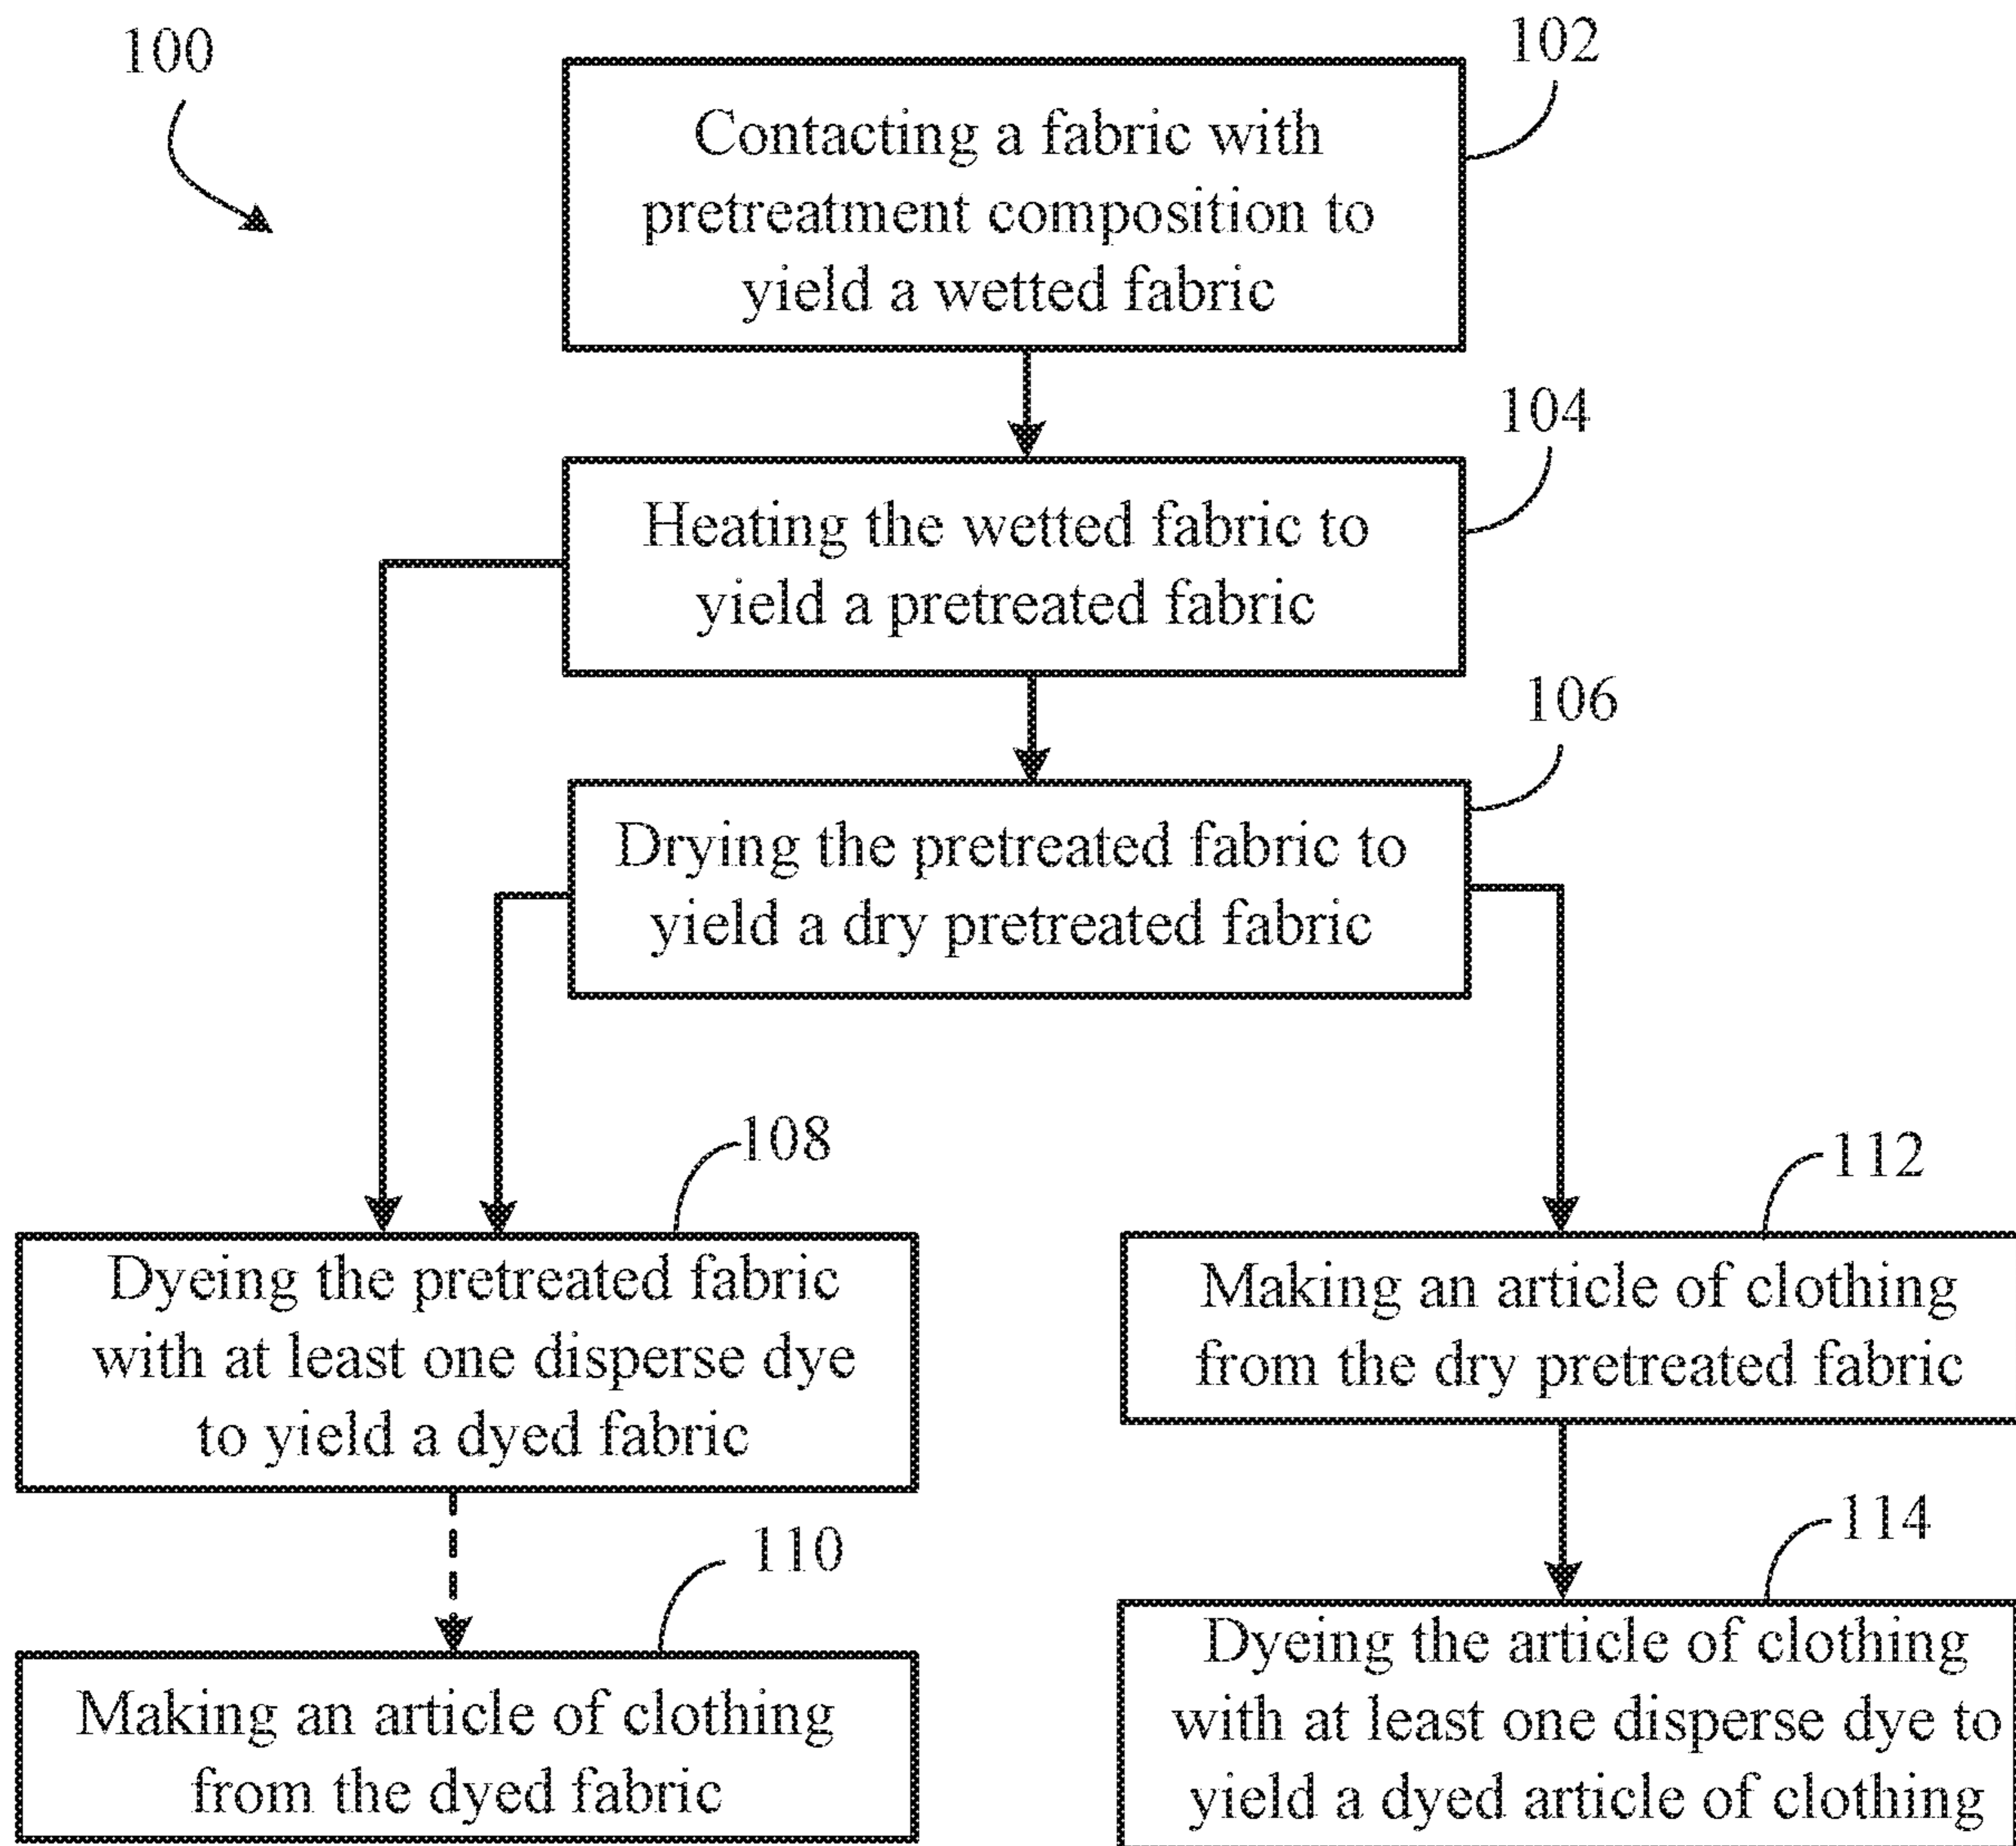 100
102
Contacting a fabric with
pretreatment composition to
yield a wetted fabric
104
Heating the wetted fabric to
yield a pretreated fabric
106
Drying the pretreated fabric to
yield a dry pretreated fabric
108
Dyeing the pretreated fabric
with at least one disperse dye
to yield a dyed fabric
112
Making an article of clothing
from the dry pretreated fabric
110
Making an article of clothing
from the dyed fabric
114
Dyeing the article of clothing
with at least one disperse dye to
yield a dyed article of clothing